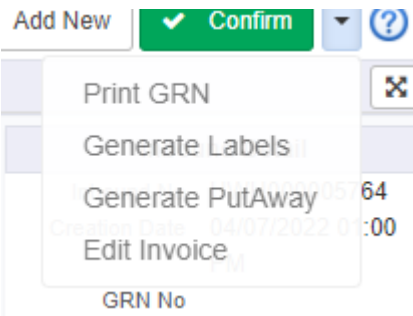 Add New
Confirm
Print GRN
Generate Labels
Generate PutAway
64
Creation Date 04/07/2022 01:00
PM
Edit Invoice
GRN No